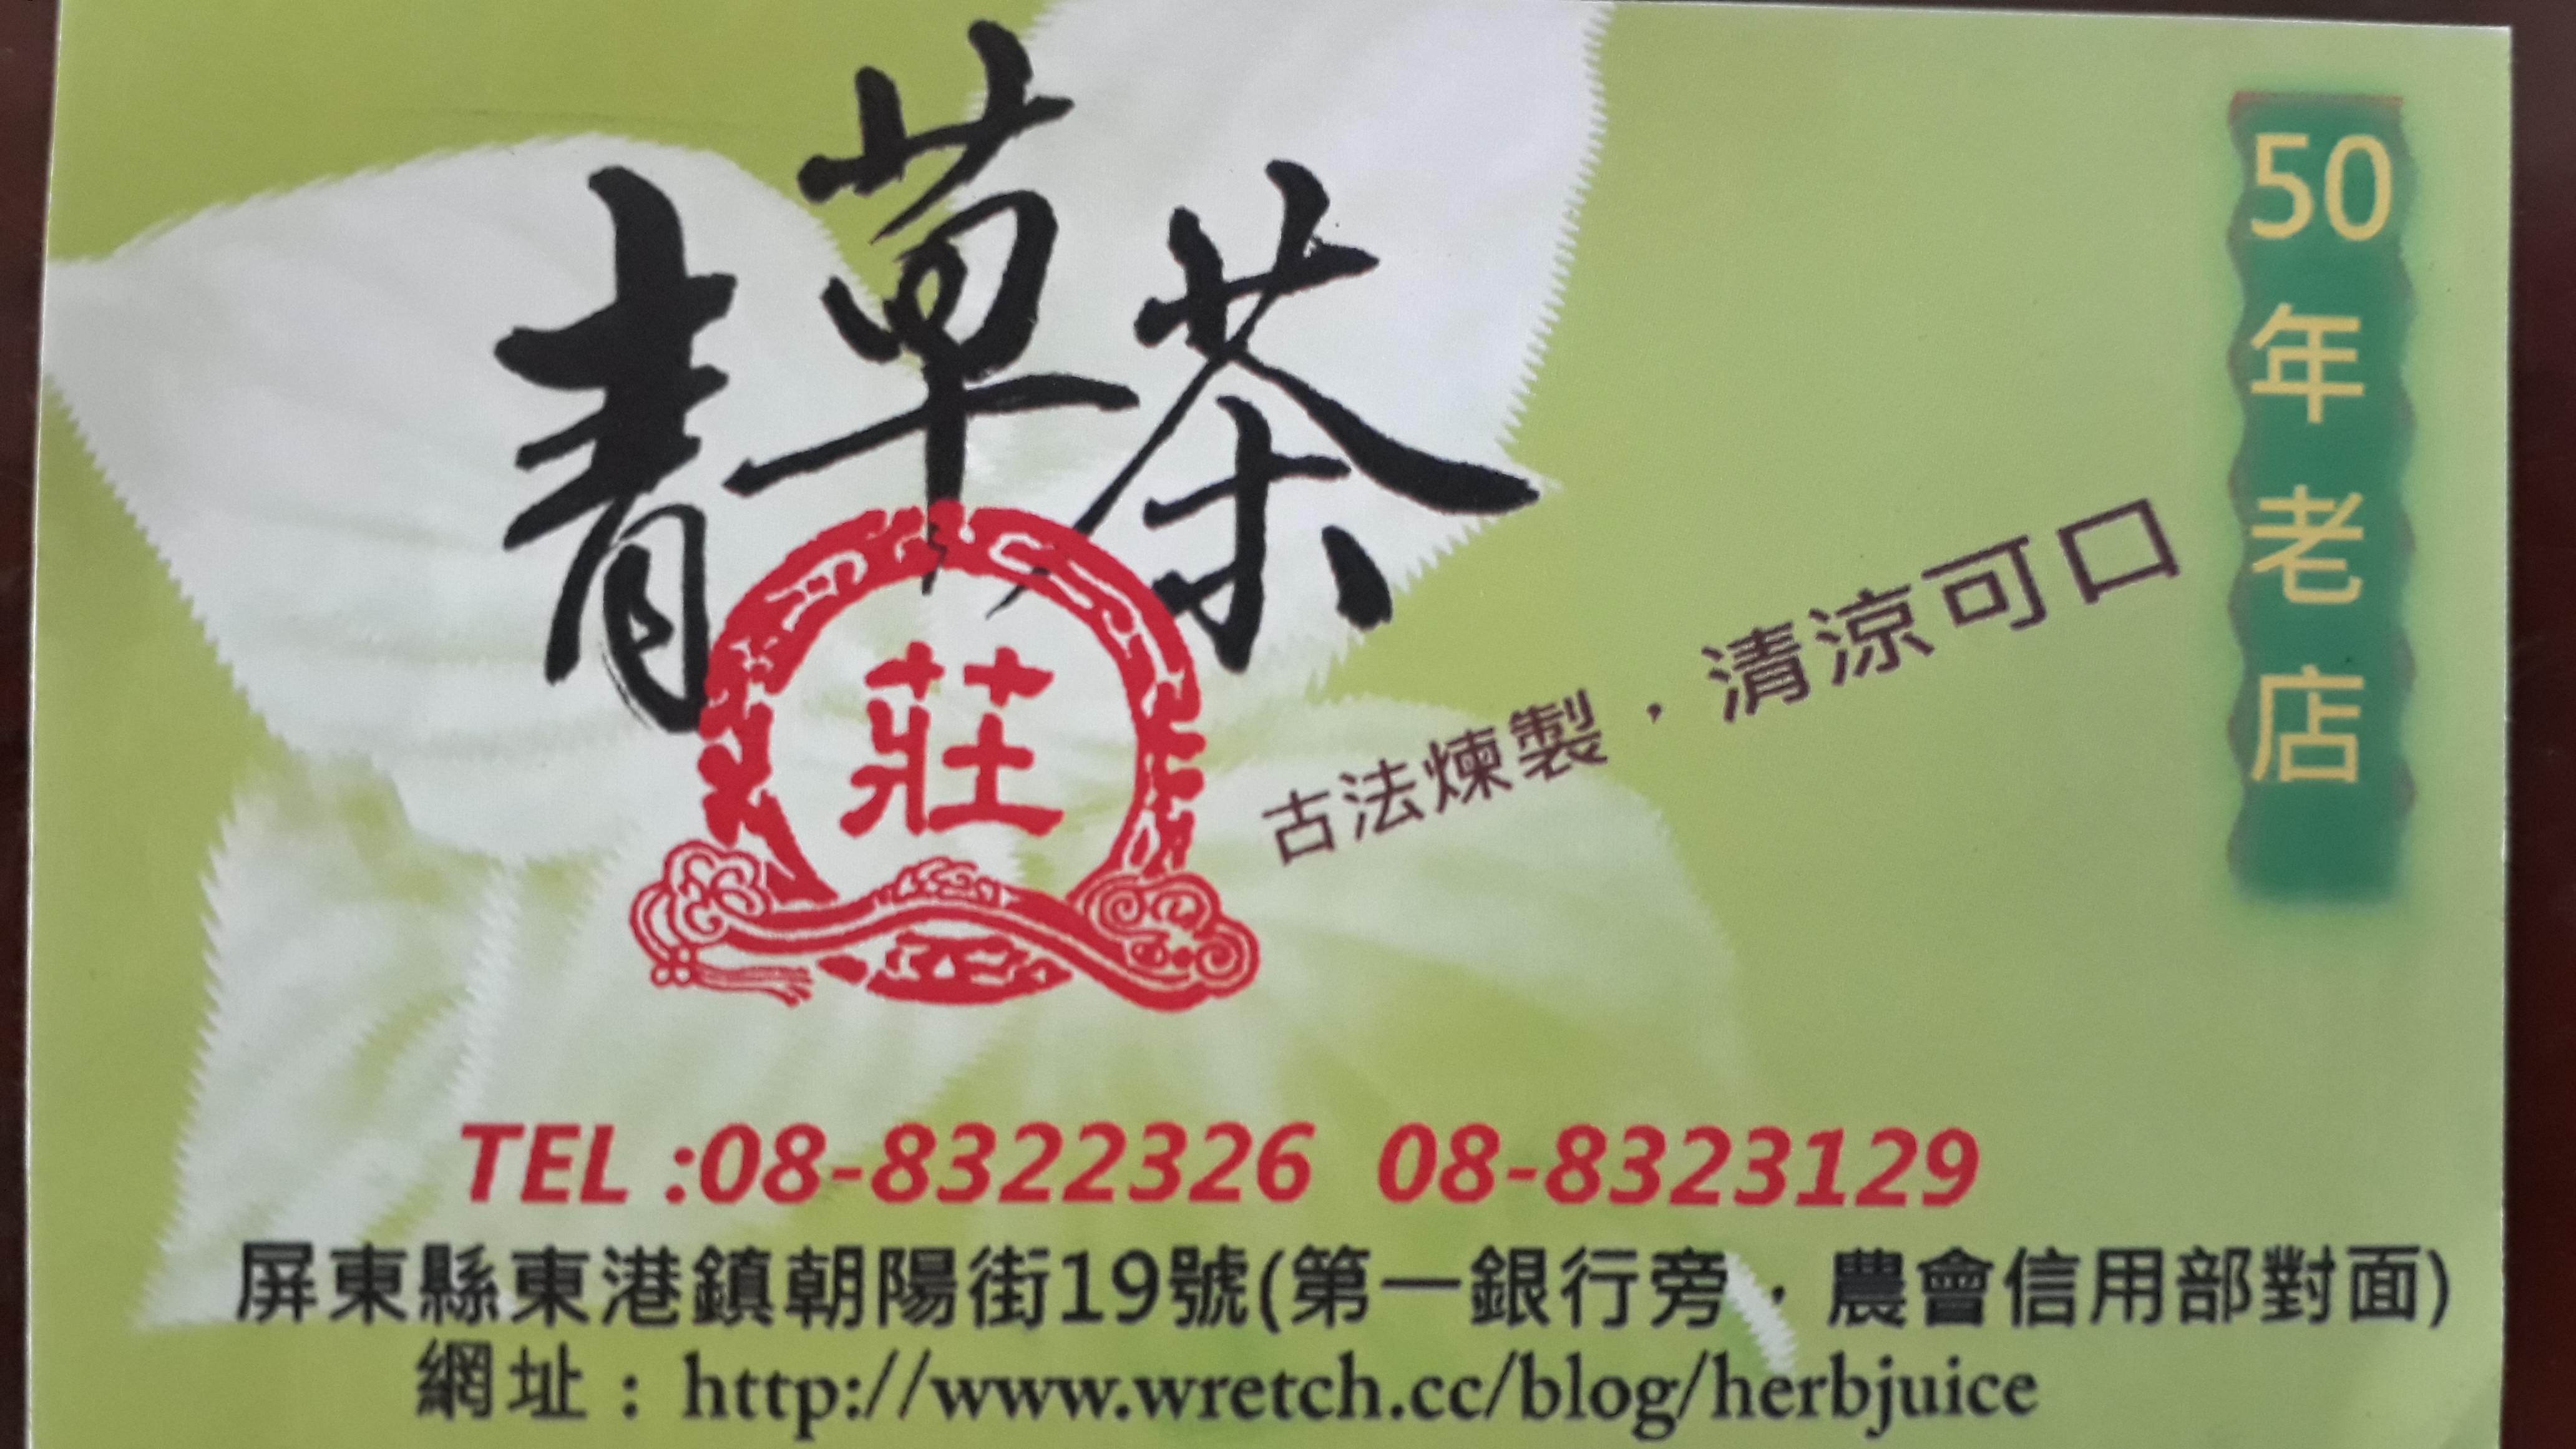 青草茶
莊
50年老店
古法煉製，清涼可口
TEL:08-8322326 08-8323129
屏東縣東港鎮朝陽街19號(第一銀行旁，農會信用部對面)
網址：http://www.wretch.cc/blog/herbjuice